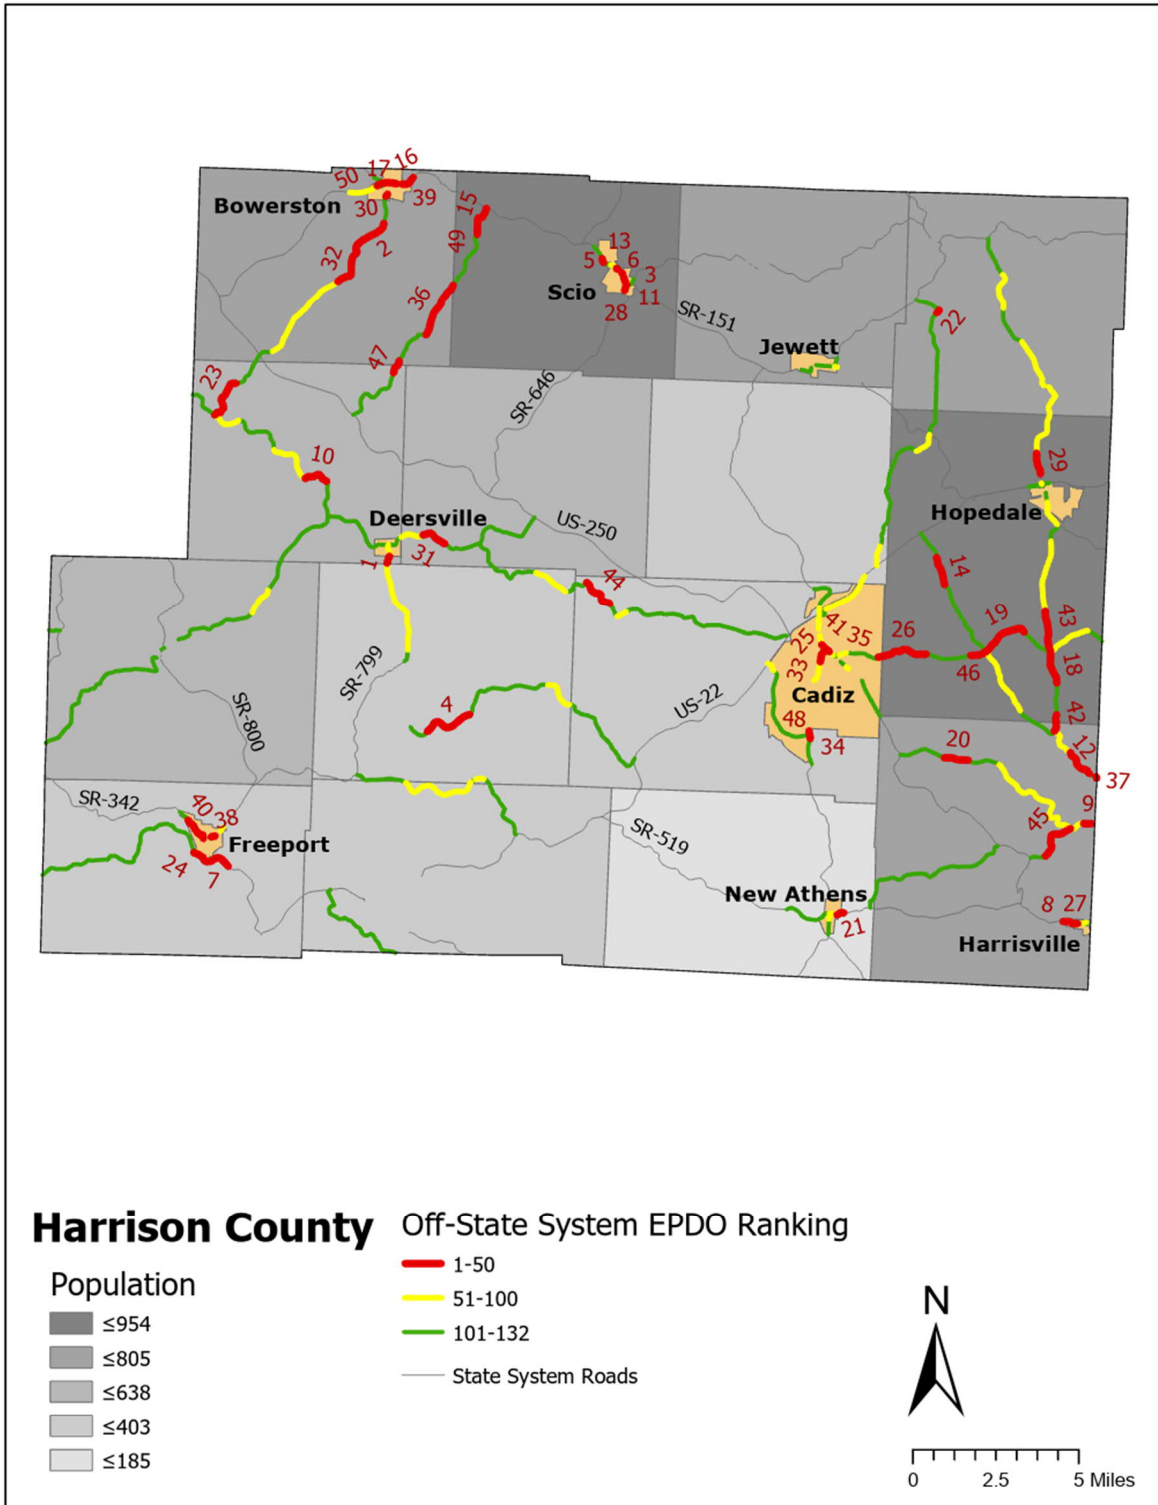 50
17
16
Bowerston
30
39
2
32
15
49
36
47
13
5
6
3
Scio
11
28
SR-151
Jewett
22
23
SR-646
10
29
Hopedale
Deersville
US-250
1
31
44
14
41
25
35
26
19
43
33
46
18
Cadiz
SR-799
4
US-22
48
34
42
SR-800
20
12
37
SR-342
40
38
Freeport
24
7
SR-519
45
9
New Athens
21
8
27
Harrisville
Harrison County
Population
≤954
≤805
≤638
≤403
≤185
Off-State System EPDO Ranking
1-50
51-100
101-132
State System Roads
N
0 2.5 5 Miles